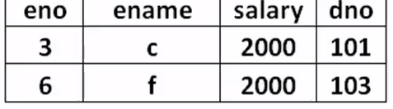 eno ename salary dno
3 c 2000 101
6 f 2000 103